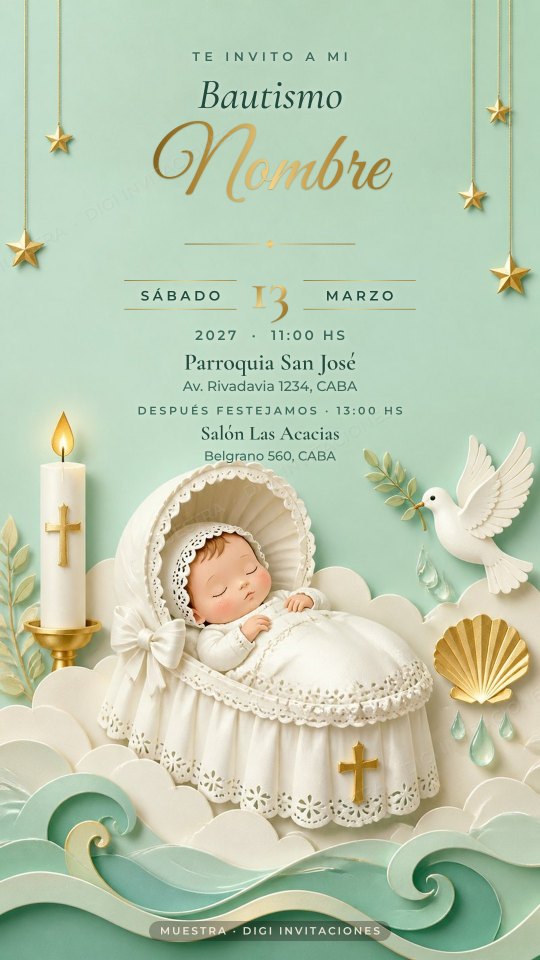 TE INVITO A MI
Bautismo
Nombre
SÁBADO 13 MARZO
2027 · 11:00 HS
Parroquia San José
Av. Rivadavia 1234, CABA
DESPUÉS FESTEJAMOS · 13:00 HS
Salón Las Acacias
Belgrano 560, CABA
MUESTRA · DIGI INVITACIONES